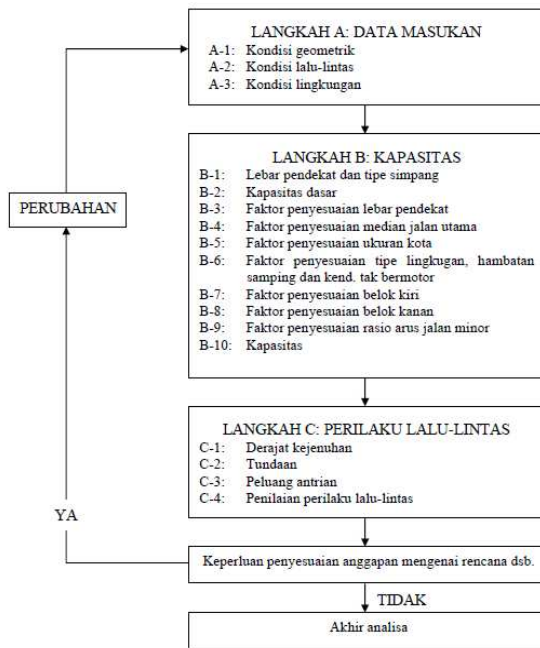 LANGKAH A: DATA MASUKAN
A-1: Kondisi geometrik
A-2: Kondisi lalu-lintas
A-3: Kondisi lingkungan
PERUBAHAN
LANGKAH B: KAPASITAS
B-1: Lebar pendekat dan tipe simpang
B-2: Kapasitas dasar
B-3: Faktor penyesuaian lebar pendekat
B-4: Faktor penyesuaian median jalan utama
B-5: Faktor penyesuaian ukuran kota
B-6: Faktor penyesuaian tipe lingkugan, hambatan
samping dan kend. tak bermotor
B-7: Faktor penyesuaian belok kiri
B-8: Faktor penyesuaian belok kanan
B-9: Faktor penyesuaian rasio arus jalan minor
B-10: Kapasitas
LANGKAH C: PERILAKU LALU-LINTAS
C-1: Derajat kejenuhan
C-2: Tundaan
C-3: Peluang antrian
C-4: Penilaian perilaku lalu-lintas
YA
Keperluan penyesuaian anggapan mengenai rencana dsb.
TIDAK
Akhir analisa